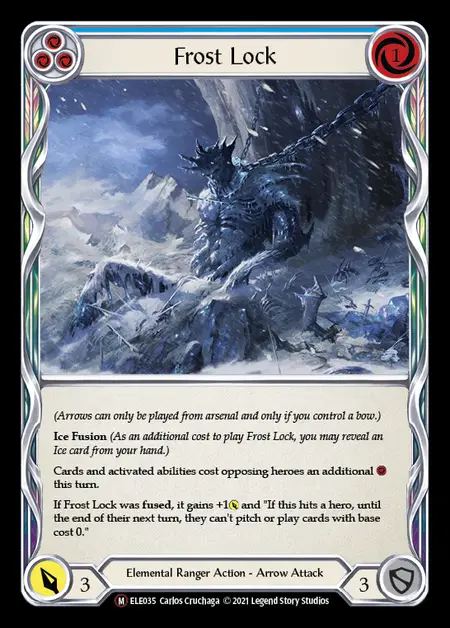 Frost Lock
1
(Arrows can only be played from arsenal and only if you control a bow.)
Ice Fusion (As an additional cost to play Frost Lock, you may reveal an
Ice card from your hand.)
Cards and activated abilities cost opposing heroes an additional
this turn.
If Frost Lock was fused, it gains +1 and "If this hits a hero, until
the end of their next turn, they can't pitch or play cards with base
cost 0."
3
Elemental Ranger Action - Arrow Attack
3
M ELE035 Carlos Cruchaga © 2021 Legend Story Studios